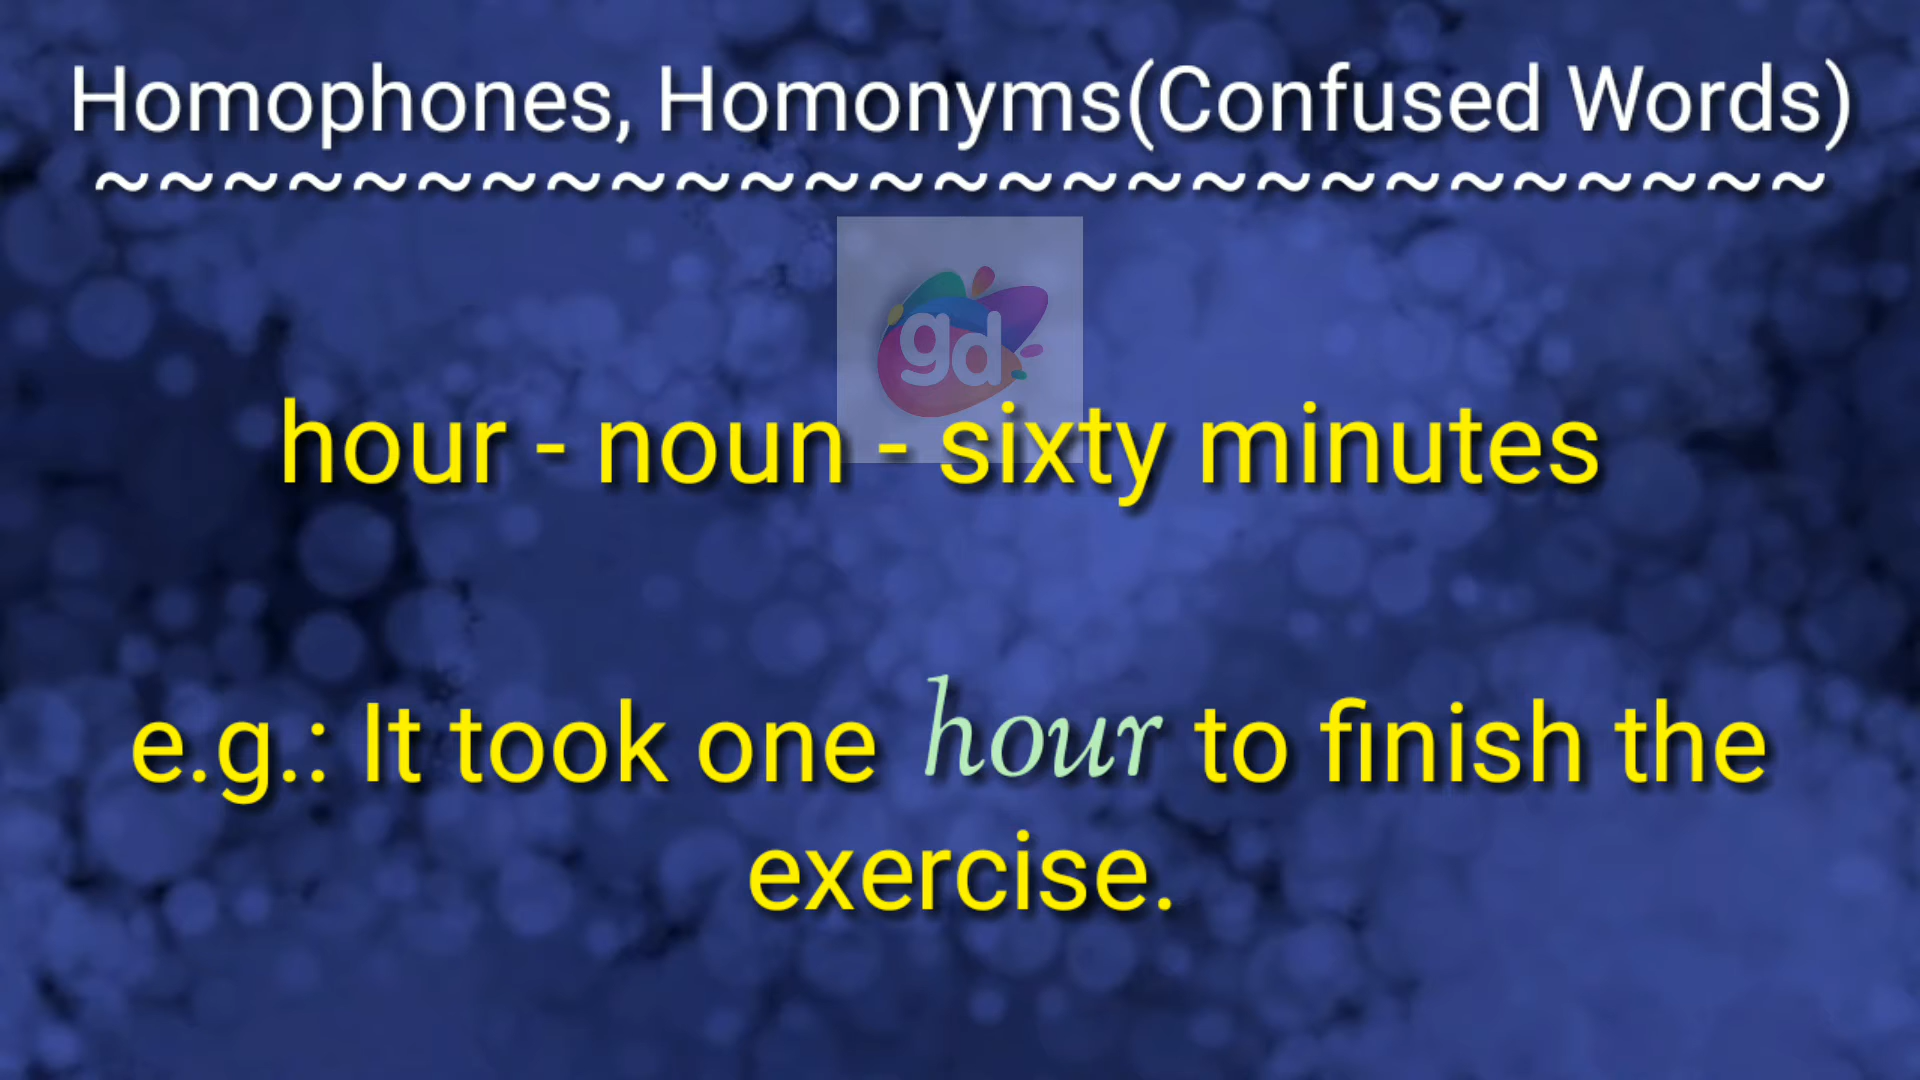 Homophones, Homonyms(Confused Words)
~~~~~~~~~~~~~~~~~~~~~~~~~~~
gd
hour - noun - sixty minutes
e.g.: It took one hour to finish the
exercise.